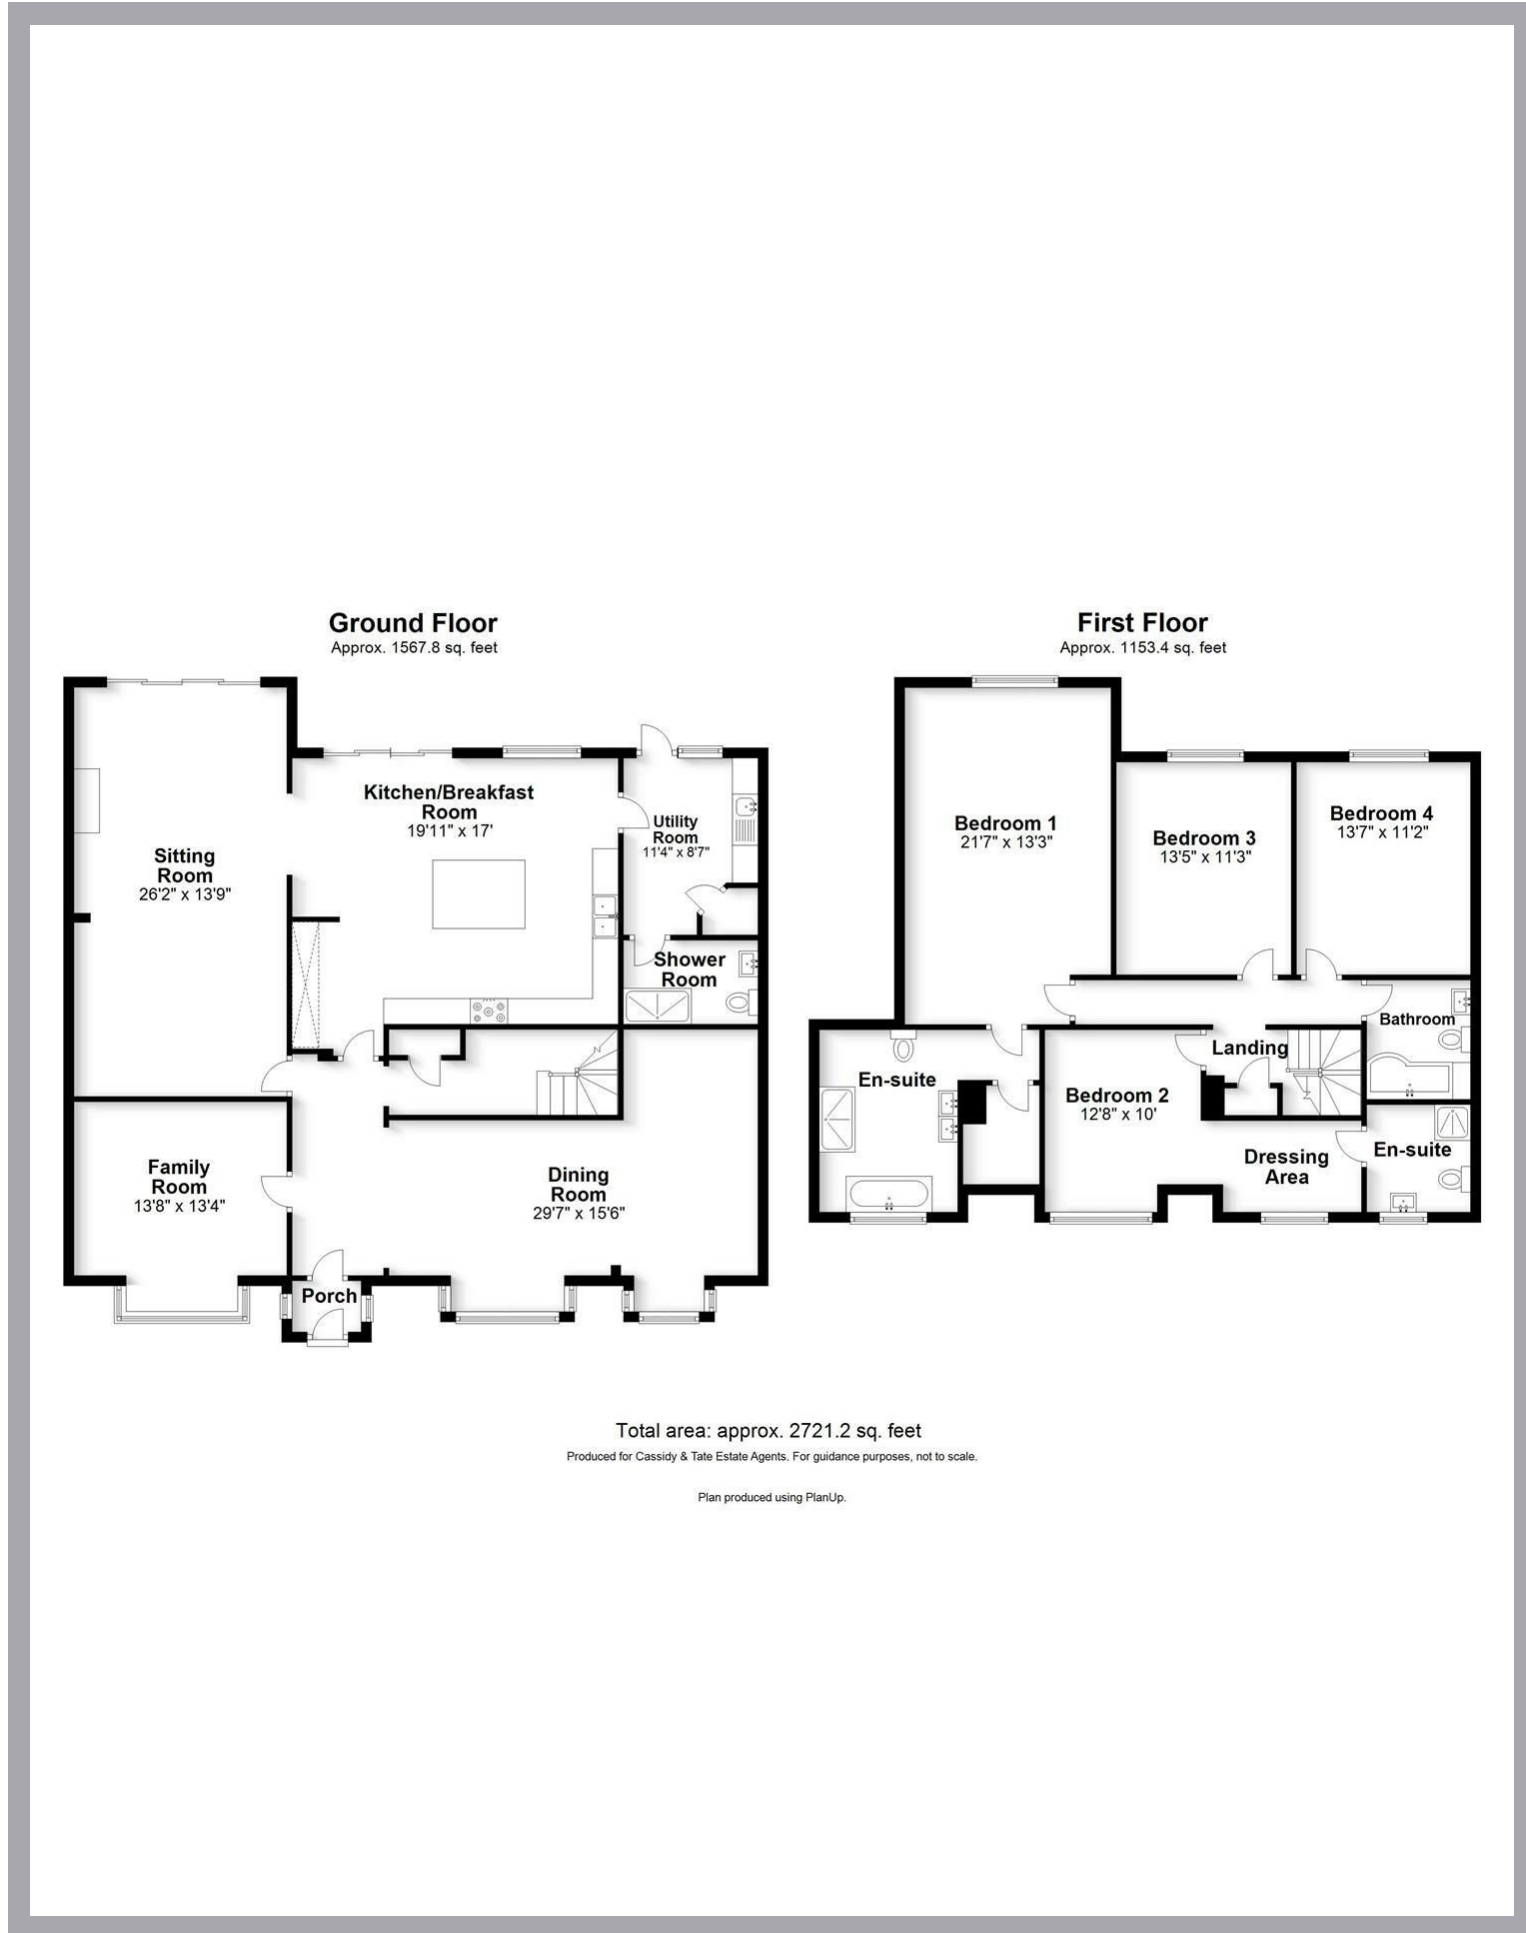 Ground Floor
Approx. 1567.8 sq. feet
Kitchen/Breakfast
Room
19'11" x 17'
Utility
Room
11'4" x 8'7"
Sitting
Room
26'2" x 13'9"
Shower
Room
Family
Room
13'8" x 13'4"
Dining
Room
29'7" x 15'6"
Porch
First Floor
Approx. 1153.4 sq. feet
Bedroom 1
21'7" x 13'3"
Bedroom 3
13'5" x 11'3"
Bedroom 4
13'7" x 11'2"
Bathroom
Landing
En-suite
Bedroom 2
12'8" x 10'
Dressing
Area
En-suite
Total area: approx. 2721.2 sq. feet
Produced for Cassidy & Tate Estate Agents. For guidance purposes, not to scale.
Plan produced using PlanUp.